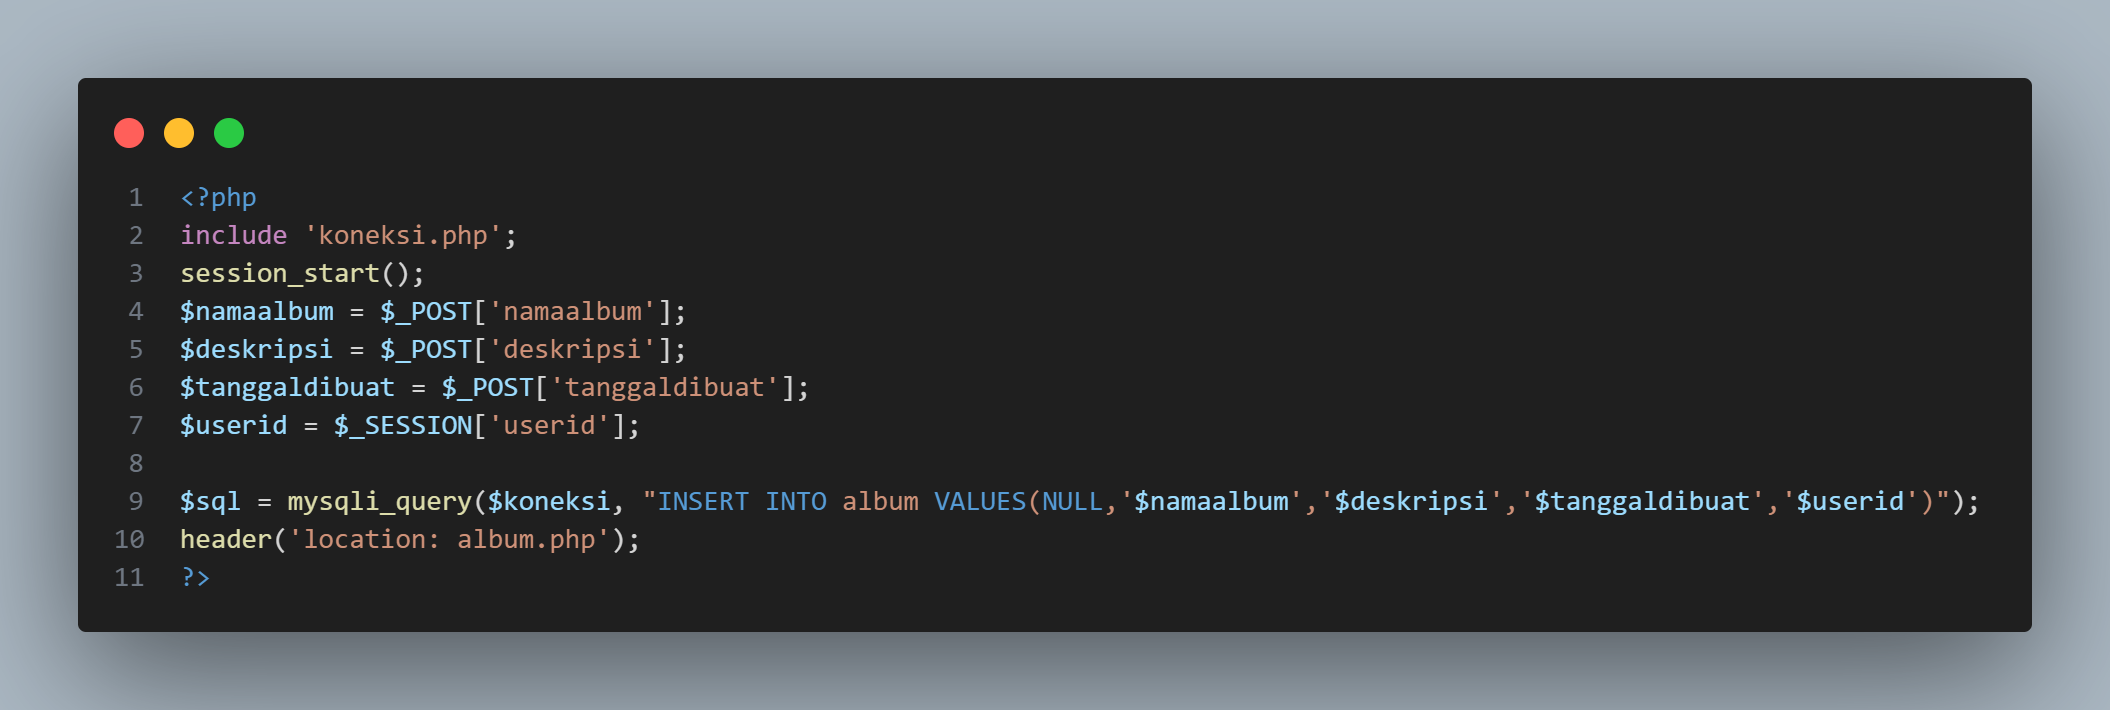 1 <?php
2 include 'koneksi.php';
3 session_start();
4 $namaalbum = $_POST['namaalbum'];
5 $deskripsi = $_POST['deskripsi'];
6 $tanggaldibuat = $_POST['tanggaldibuat'];
7 $userid = $_SESSION['userid'];
8
9 $sql = mysqli_query($koneksi, "INSERT INTO album VALUES(NULL,'$namaalbum','$deskripsi','$tanggaldibuat','$userid')");
10 header('location: album.php');
11 ?>